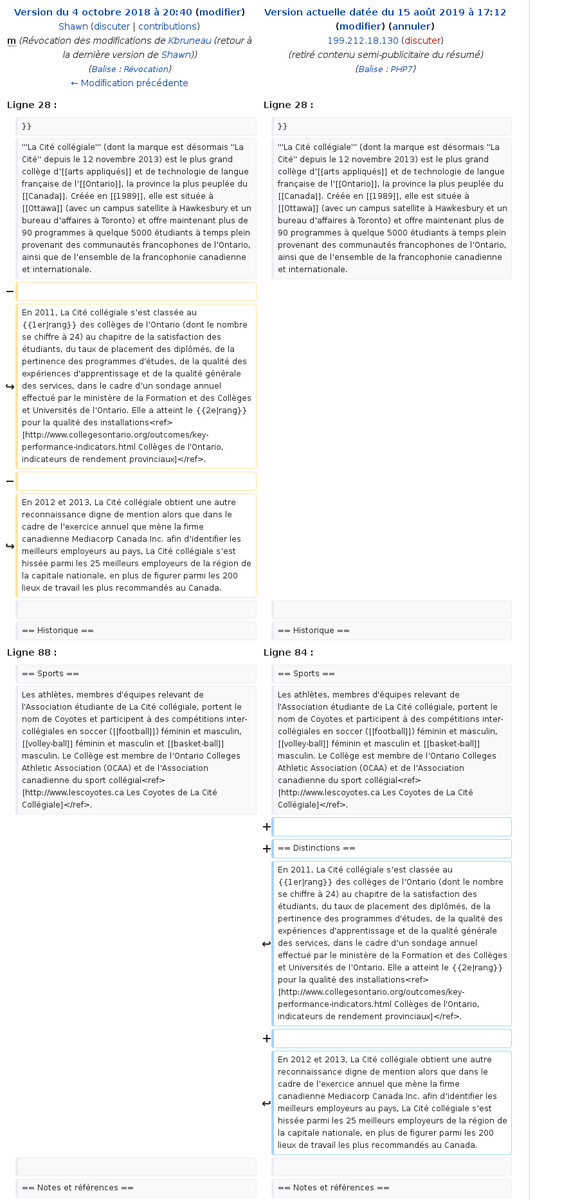 Version du 4 octobre 2018 à 20:40 (modifier)
Shawn (discuter | contributions)
m (Révocation des modifications de Kbruneau (retour à
la dernière version de Shawn))
(Balise : Révocation)
← Modification précédente
Version actuelle datée du 15 août 2019 à 17:12
(modifier) (annuler)
199.212.18.130 (discuter)
(retiré contenu semi-publicitaire du résumé)
(Balise : PHP7)
Ligne 28 :
Ligne 28 :
}}
}}
'''La Cité collégiale''' (dont la marque est désormais "La
Cité" depuis le 12 novembre 2013) est le plus grand
collège d'[[arts appliqués]] et de technologie de langue
française de l'[[Ontario]], la province la plus peuplée du
[[Canada]]. Créée en [[1989]], elle est située à
[[Ottawa]] (avec un campus satellite à Hawkesbury et un
bureau d'affaires à Toronto) et offre maintenant plus de
90 programmes à quelque 5000 étudiants à temps plein
provenant des communautés francophones de l'Ontario,
ainsi que de l'ensemble de la francophonie canadienne
et internationale.
'''La Cité collégiale''' (dont la marque est désormais "La
Cité" depuis le 12 novembre 2013) est le plus grand
collège d'[[arts appliqués]] et de technologie de langue
française de l'[[Ontario]], la province la plus peuplée du
[[Canada]]. Créée en [[1989]], elle est située à
[[Ottawa]] (avec un campus satellite à Hawkesbury et un
bureau d'affaires à Toronto) et offre maintenant plus de
90 programmes à quelque 5000 étudiants à temps plein
provenant des communautés francophones de l'Ontario,
ainsi que de l'ensemble de la francophonie canadienne
et internationale.
−
↪
En 2011, La Cité collégiale s'est classée au
{{1er|rang}} des collèges de l'Ontario (dont le nombre
se chiffre à 24) au chapitre de la satisfaction des
étudiants, du taux de placement des diplômés, de la
pertinence des programmes d'études, de la qualité des
expériences d'apprentissage et de la qualité générale
des services, dans le cadre d'un sondage annuel
effectué par le ministère de la Formation et des Collèges
et Universités de l'Ontario. Elle a atteint le {{2e|rang}}
pour la qualité des installations<ref>
[http://www.collegesontario.org/outcomes/key-
performance-indicators.html Collèges de l'Ontario,
indicateurs de rendement provinciaux]</ref>.
−
↪
En 2012 et 2013, La Cité collégiale obtient une autre
reconnaissance digne de mention alors que dans le
cadre de l'exercice annuel que mène la firme
canadienne Mediacorp Canada Inc. afin d'identifier les
meilleurs employeurs au pays, La Cité collégiale s'est
hissée parmi les 25 meilleurs employeurs de la région de
la capitale nationale, en plus de figurer parmi les 200
lieux de travail les plus recommandés au Canada.
== Historique ==
== Historique ==
Ligne 88 :
Ligne 84 :
== Sports ==
== Sports ==
Les athlètes, membres d'équipes relevant de
l'Association étudiante de La Cité collégiale, portent le
nom de Coyotes et participent à des compétitions inter-
collégiales en soccer ([[football]]) féminin et masculin,
[[volley-ball]] féminin et masculin et [[basket-ball]]
masculin. Le Collège est membre de l'Ontario Colleges
Athletic Association (OCAA) et de l'Association
canadienne du sport collégial<ref>
[http://www.lescoyotes.ca Les Coyotes de La Cité
Collégiale]</ref>.
Les athlètes, membres d'équipes relevant de
l'Association étudiante de La Cité collégiale, portent le
nom de Coyotes et participent à des compétitions inter-
collégiales en soccer ([[football]]) féminin et masculin,
[[volley-ball]] féminin et masculin et [[basket-ball]]
masculin. Le Collège est membre de l'Ontario Colleges
Athletic Association (OCAA) et de l'Association
canadienne du sport collégial<ref>
[http://www.lescoyotes.ca Les Coyotes de La Cité
Collégiale]</ref>.
+
+
== Distinctions ==
↩
En 2011, La Cité collégiale s'est classée au
{{1er|rang}} des collèges de l'Ontario (dont le nombre
se chiffre à 24) au chapitre de la satisfaction des
étudiants, du taux de placement des diplômés, de la
pertinence des programmes d'études, de la qualité des
expériences d'apprentissage et de la qualité générale
des services, dans le cadre d'un sondage annuel
effectué par le ministère de la Formation et des Collèges
et Universités de l'Ontario. Elle a atteint le {{2e|rang}}
pour la qualité des installations<ref>
[http://www.collegesontario.org/outcomes/key-
performance-indicators.html Collèges de l'Ontario,
indicateurs de rendement provinciaux]</ref>.
+
↩
En 2012 et 2013, La Cité collégiale obtient une autre
reconnaissance digne de mention alors que dans le
cadre de l'exercice annuel que mène la firme
canadienne Mediacorp Canada Inc. afin d'identifier les
meilleurs employeurs au pays, La Cité collégiale s'est
hissée parmi les 25 meilleurs employeurs de la région de
la capitale nationale, en plus de figurer parmi les 200
lieux de travail les plus recommandés au Canada.
== Notes et références ==
== Notes et références ==